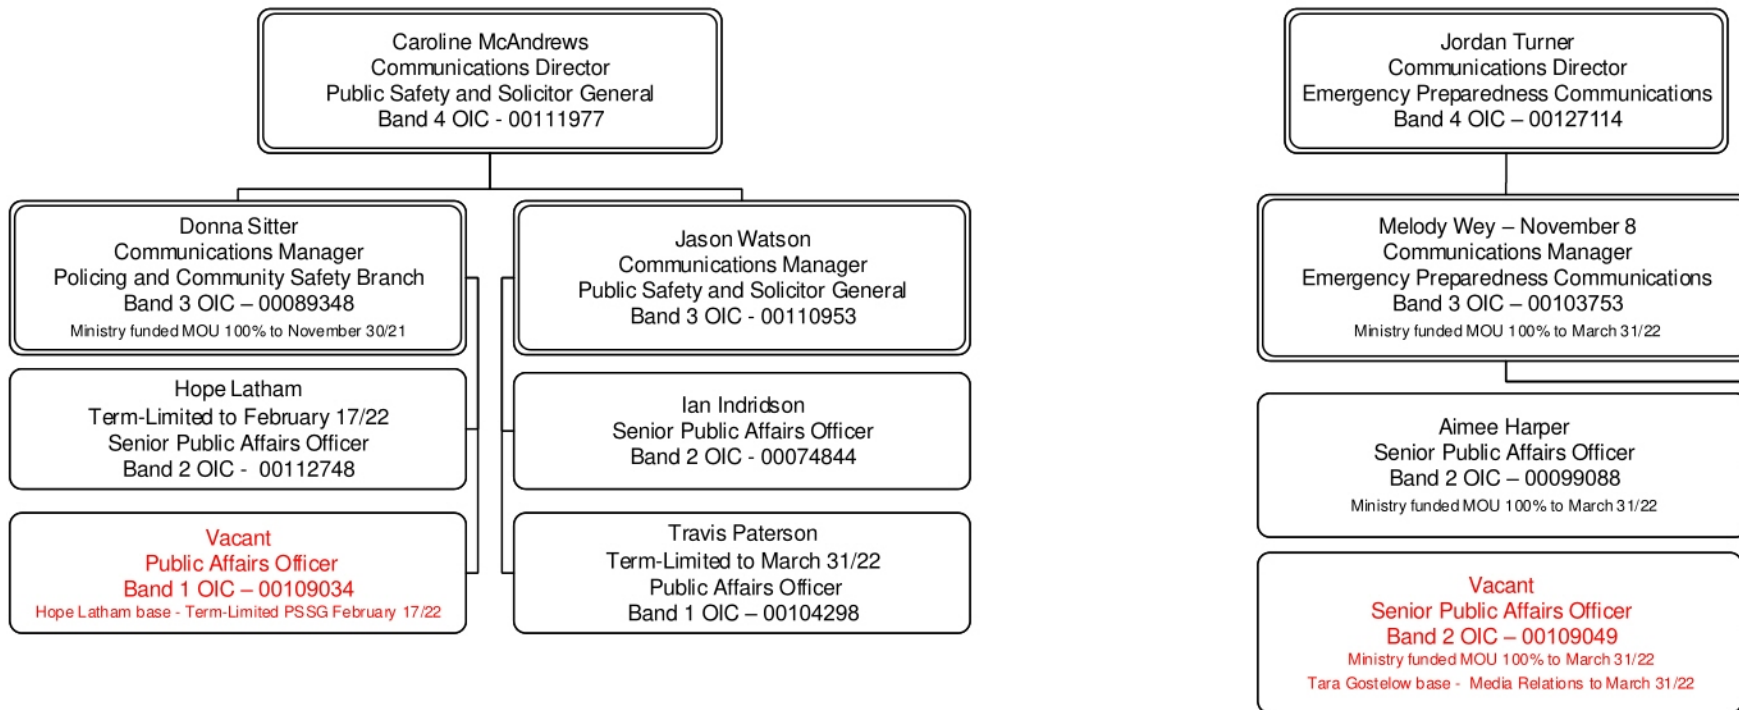 Caroline McAndrews
Communications Director
Public Safety and Solicitor General
Band 4 OIC - 00111977
Donna Sitter
Communications Manager
Policing and Community Safety Branch
Band 3 OIC – 00089348
Ministry funded MOU 100% to November 30/21
Hope Latham
Term-Limited to February 17/22
Senior Public Affairs Officer
Band 2 OIC - 00112748
Vacant
Public Affairs Officer
Band 1 OIC – 00109034
Hope Latham base - Term-Limited PSSG February 17/22
Jason Watson
Communications Manager
Public Safety and Solicitor General
Band 3 OIC - 00110953
Ian Indridson
Senior Public Affairs Officer
Band 2 OIC - 00074844
Travis Paterson
Term-Limited to March 31/22
Public Affairs Officer
Band 1 OIC – 00104298
Jordan Turner
Communications Director
Emergency Preparedness Communications
Band 4 OIC – 00127114
Melody Wey – November 8
Communications Manager
Emergency Preparedness Communications
Band 3 OIC – 00103753
Ministry funded MOU 100% to March 31/22
Aimee Harper
Senior Public Affairs Officer
Band 2 OIC – 00099088
Ministry funded MOU 100% to March 31/22
Vacant
Senior Public Affairs Officer
Band 2 OIC – 00109049
Ministry funded MOU 100% to March 31/22
Tara Gostelow base - Media Relations to March 31/22